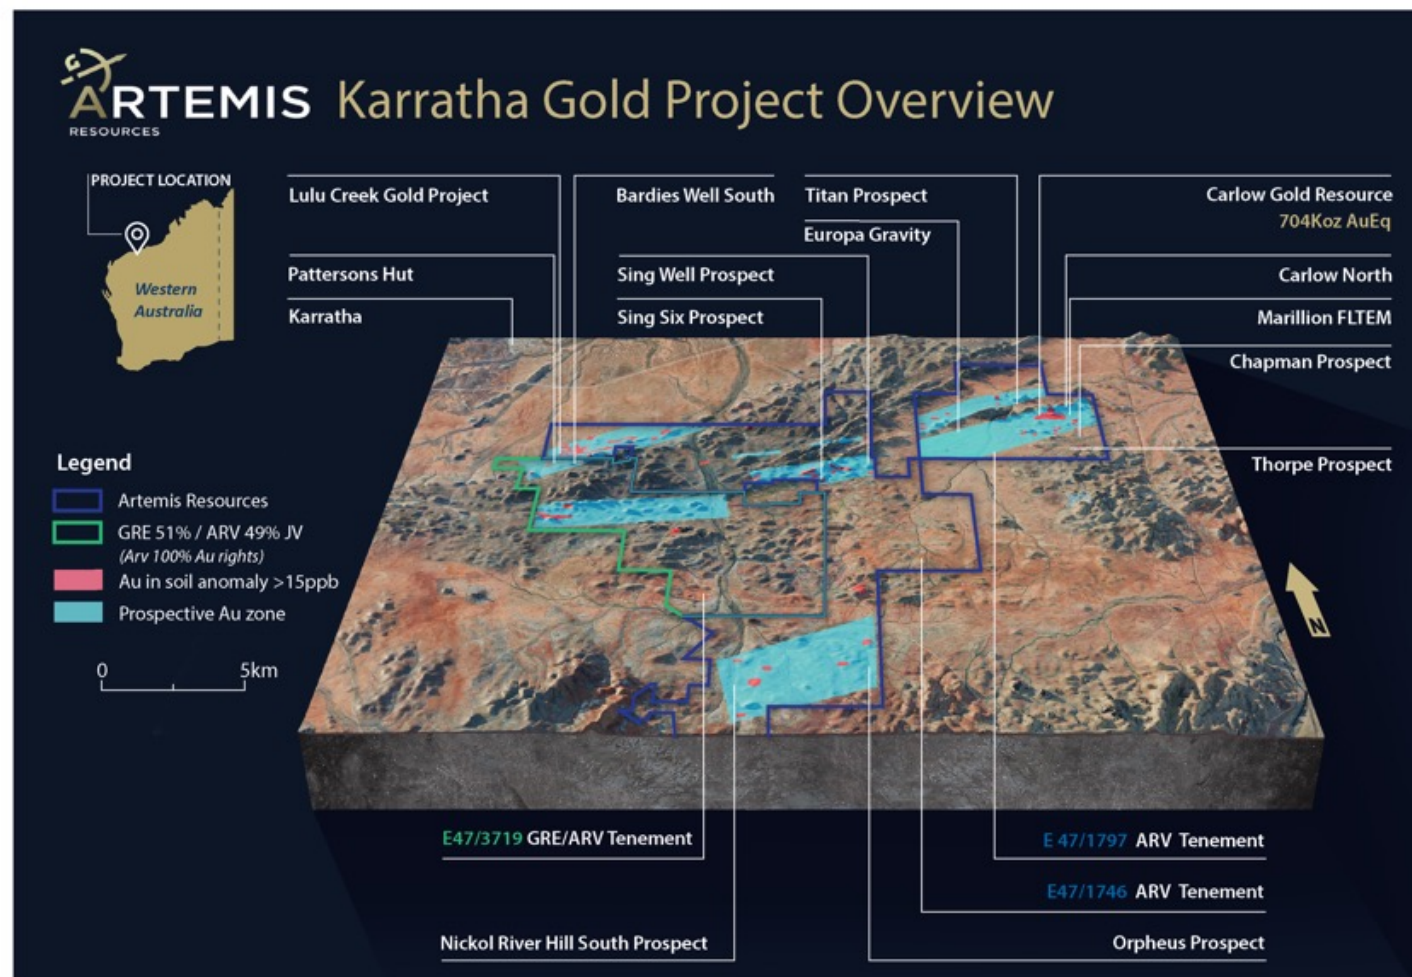 ARTEMIS
RESOURCES
Karratha Gold Project Overview
PROJECT LOCATION
Western
Australia
Lulu Creek Gold Project
Pattersons Hut
Karratha
Bardies Well South
Sing Well Prospect
Sing Six Prospect
Titan Prospect
Europa Gravity
Carlow Gold Resource
704Koz AuEq
Carlow North
Marillion FLTEM
Chapman Prospect
Thorpe Prospect
Legend
Artemis Resources
GRE 51% / ARV 49% JV
(Arv 100% Au rights)
Au in soil anomaly >15ppb
Prospective Au zone
0 5km
N
E47/3719 GRE/ARV Tenement
Nickol River Hill South Prospect
E 47/1797 ARV Tenement
E47/1746 ARV Tenement
Orpheus Prospect